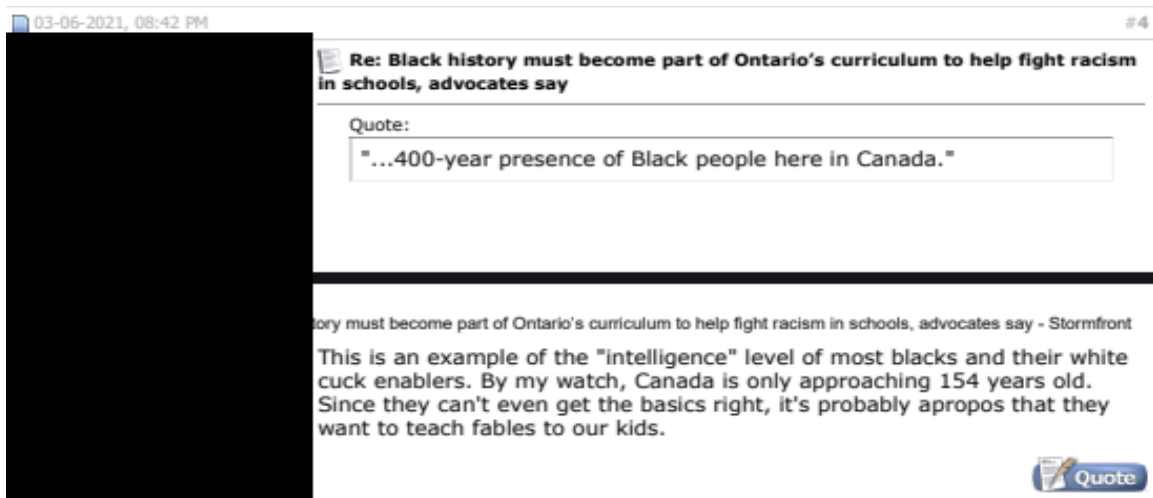 03-06-2021, 08:42 PM #4
Re: Black history must become part of Ontario’s curriculum to help fight racism
in schools, advocates say
Quote:
"...400-year presence of Black people here in Canada."
tory must become part of Ontario's curriculum to help fight racism in schools, advocates say - Stormfront
This is an example of the "intelligence" level of most blacks and their white
cuck enablers. By my watch, Canada is only approaching 154 years old.
Since they can't even get the basics right, it's probably apropos that they
want to teach fables to our kids.
Quote